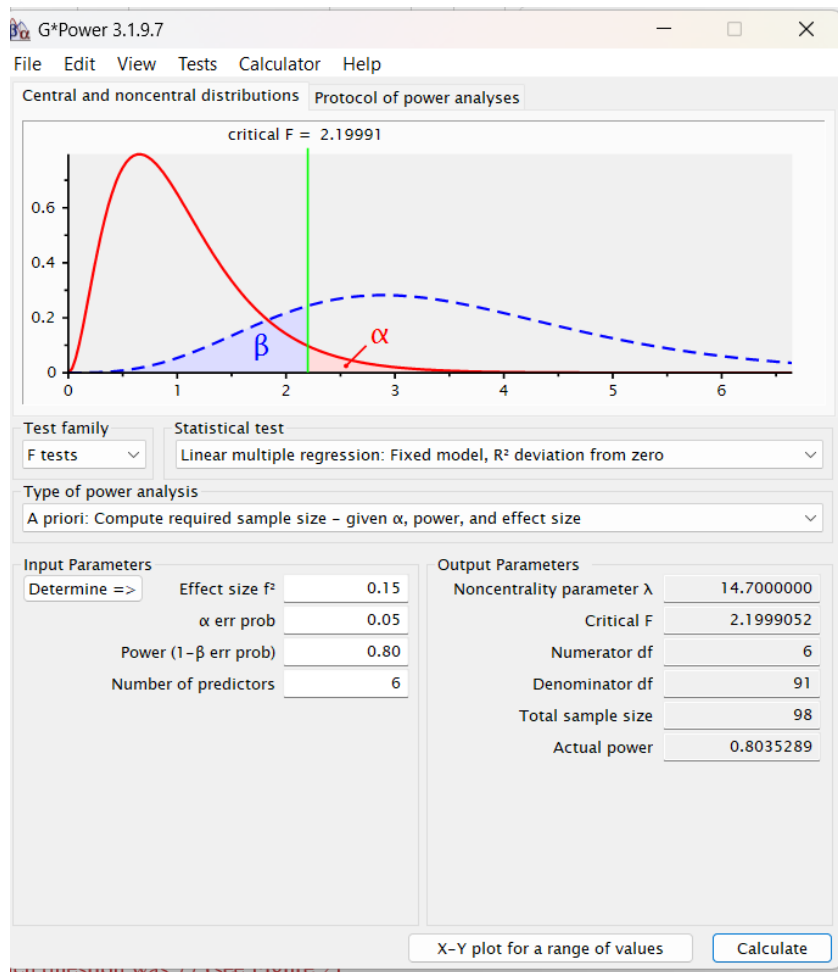 G*Power 3.1.9.7
File Edit View Tests Calculator Help
Central and noncentral distributions Protocol of power analyses
critical F = 2.19991
0.6
0.4
0.2
0
β
α
0 1 2 3 4 5 6
Test family Statistical test
F tests Linear multiple regression: Fixed model, R² deviation from zero
Type of power analysis
A priori: Compute required sample size – given α, power, and effect size
Input Parameters Output Parameters
Determine => Effect size f² 0.15 Noncentrality parameter λ 14.7000000
α err prob 0.05 Critical F 2.1999052
Power (1-β err prob) 0.80 Numerator df 6
Number of predictors 6 Denominator df 91
Total sample size 98
Actual power 0.8035289
X-Y plot for a range of values Calculate